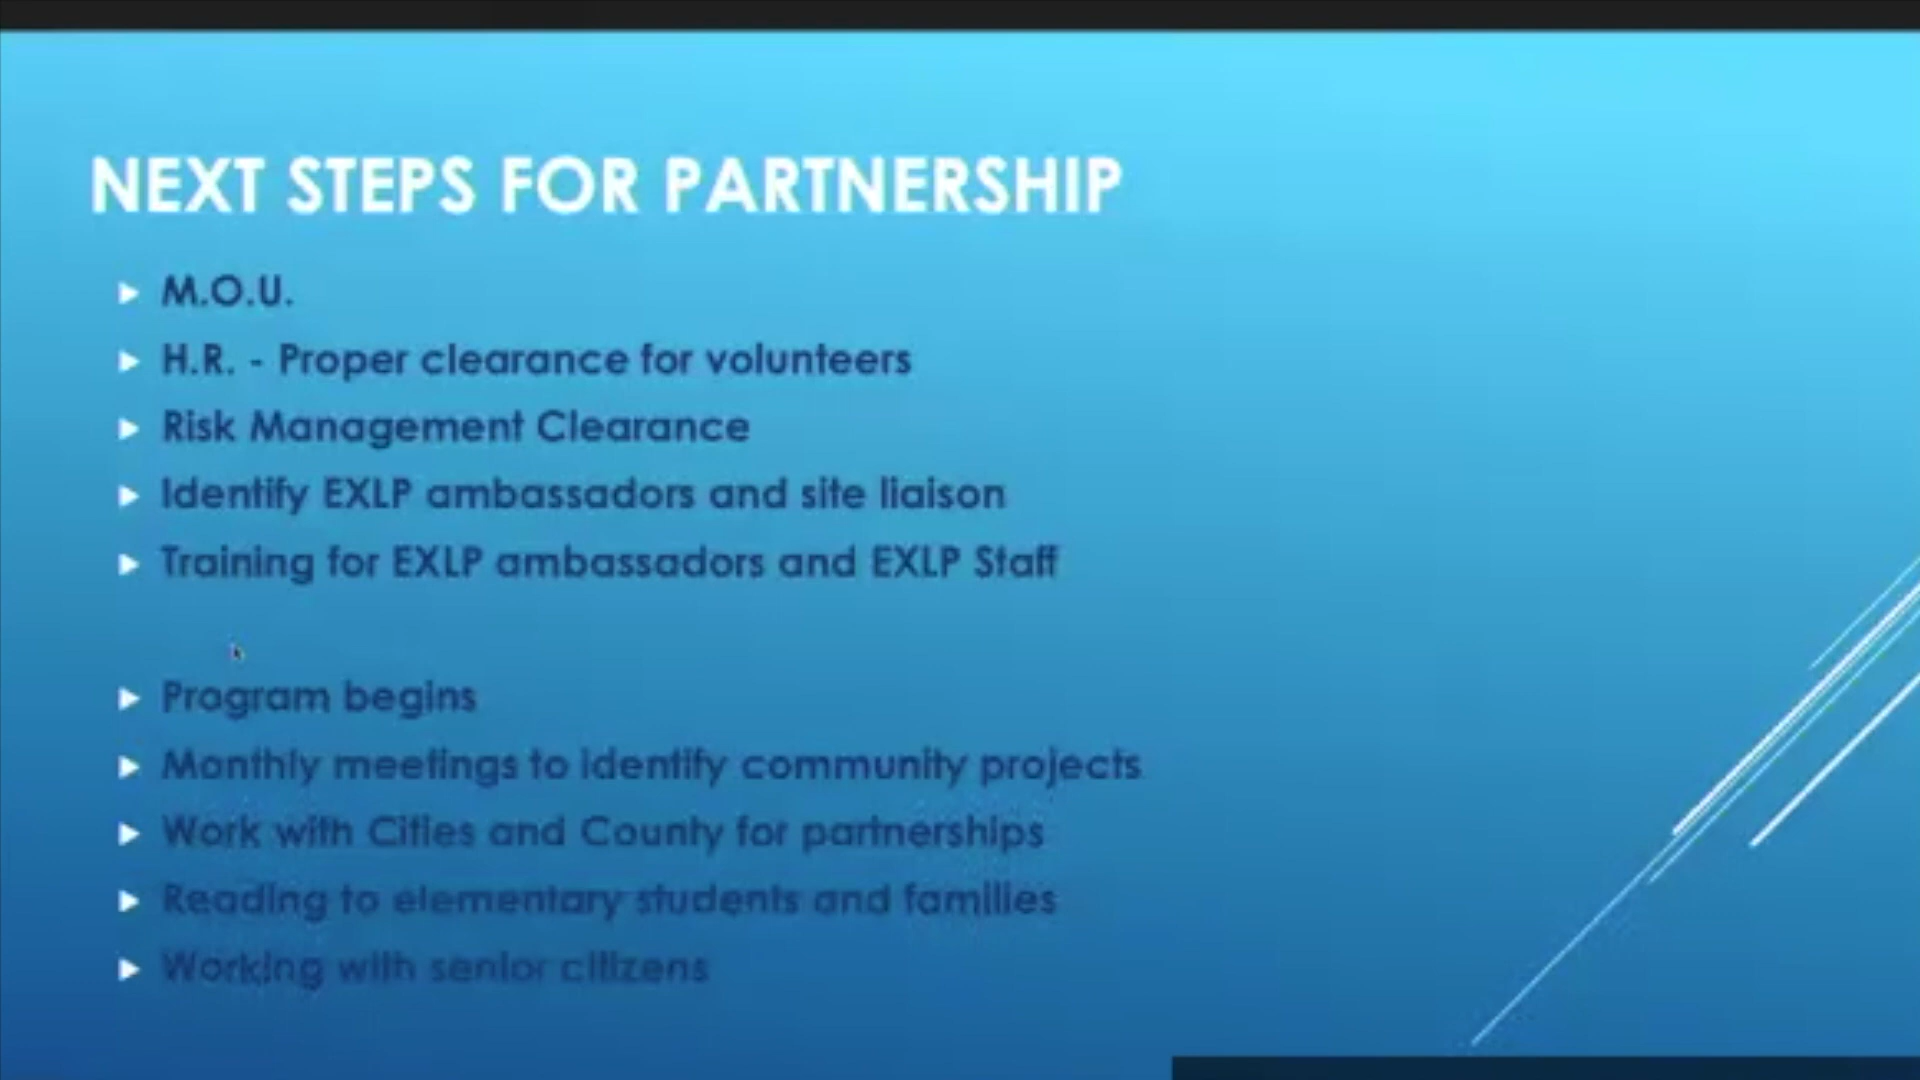 NEXT STEPS FOR PARTNERSHIP
M.O.U.
H.R. - Proper clearance for volunteers
Risk Management Clearance
Identify EXLP ambassadors and site liaison
Training for EXLP ambassadors and EXLP Staff
Program begins
Monthly meetings to identify community projects
Work with Cities and County for partnerships
Reading to elementary students and families
Working with senior citizens